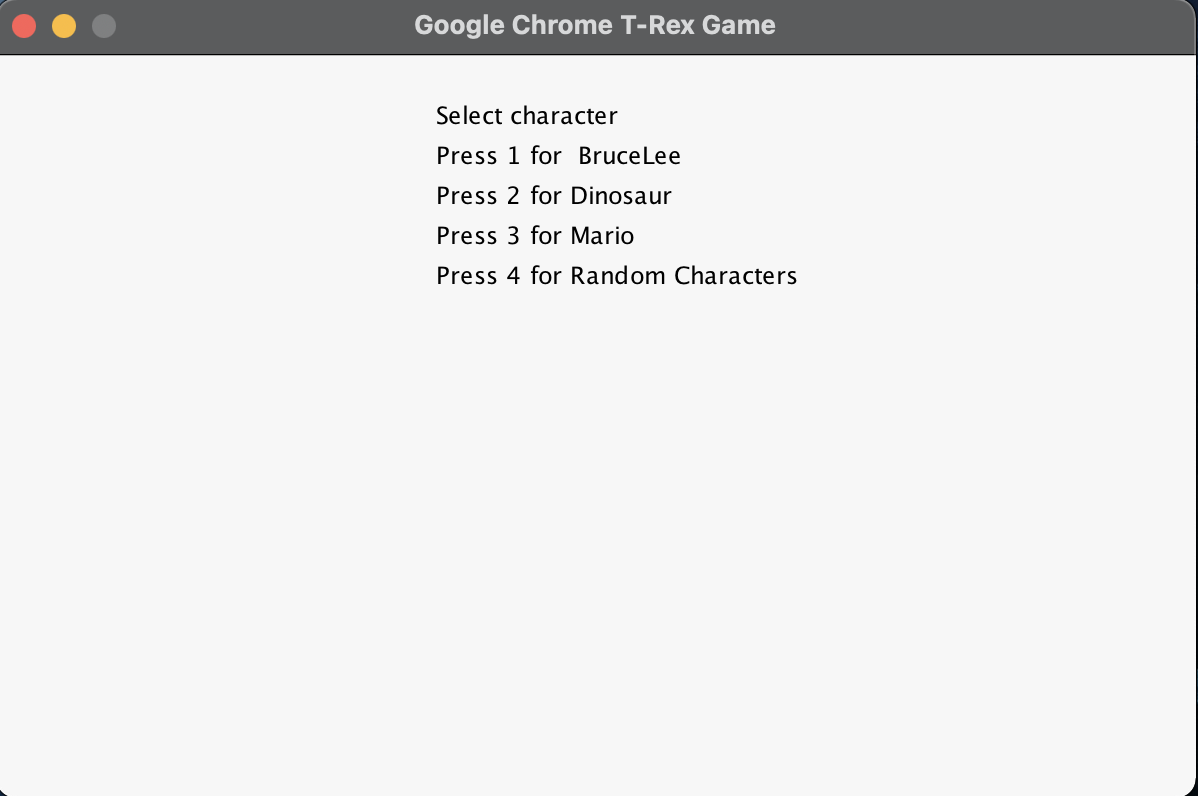 Google Chrome T-Rex Game
Select character
Press 1 for  BruceLee
Press 2 for Dinosaur
Press 3 for Mario
Press 4 for Random Characters